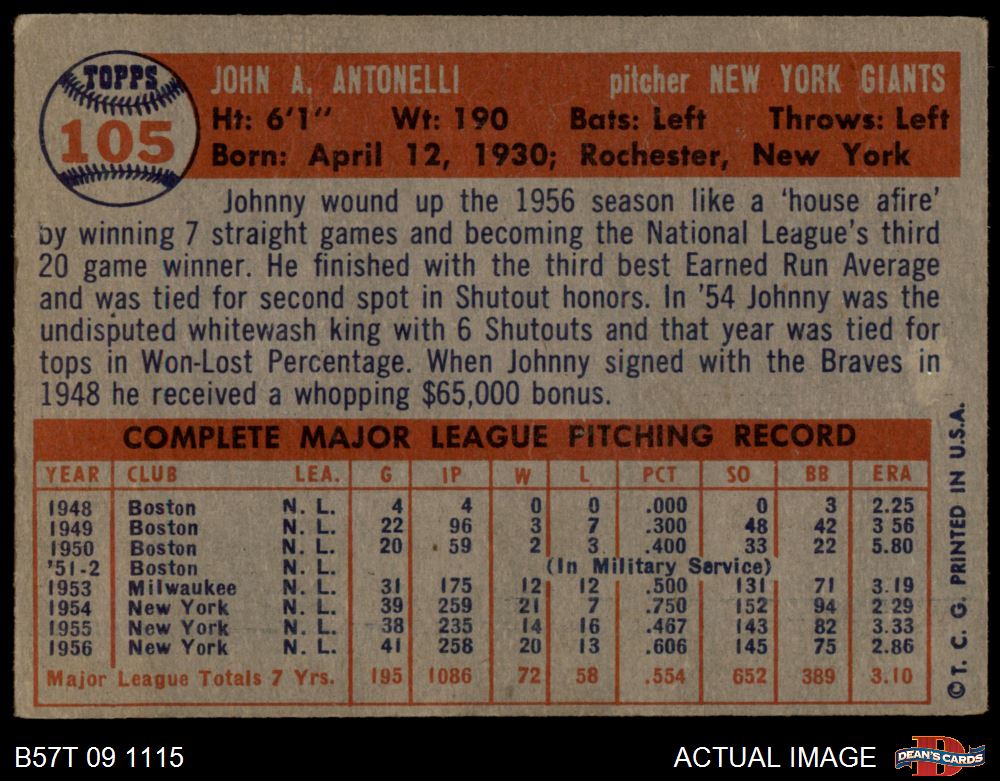 TOPPS
105
JOHN A. ANTONELLI pitcher NEW YORK GIANTS
Ht: 6'1" Wt: 190 Bats: Left Throws: Left
Born: April 12, 1930; Rochester, New York
Johnny wound up the 1956 season like a 'house afire'
by winning 7 straight games and becoming the National League's third
20 game winner. He finished with the third best Earned Run Average
and was tied for second spot in Shutout honors. In '54 Johnny was the
undisputed whitewash king with 6 Shutouts and that year was tied for
tops in Won-Lost Percentage. When Johnny signed with the Braves in
1948 he received a whopping $65,000 bonus.
COMPLETE MAJOR LEAGUE PITCHING RECORD
YEAR CLUB LEA. G IP W L PCT SO BB ERA
1948 Boston N. L. 4 4 0 0 .000 0 3 2.25
1949 Boston N. L. 22 96 3 7 .300 48 42 3 56
1950 Boston N. L. 20 59 2 3 .400 33 22 5.80
'51-2 Boston N. L. (In Military Service)
1953 Milwaukee N. L. 31 175 12 12 .500 131 71 3.19
1954 New York N. L. 39 259 21 7 .750 152 94 2.29
1955 New York N. L. 38 235 14 16 .467 143 82 3.33
1956 New York N. L. 41 258 20 13 .606 145 75 2.86
Major League Totals 7 Yrs. 195 1086 72 58 .554 652 389 3.10
©T. C. G. PRINTED IN U.S.A.
B57T 09 1115
ACTUAL IMAGE
DEAN'S CARDS